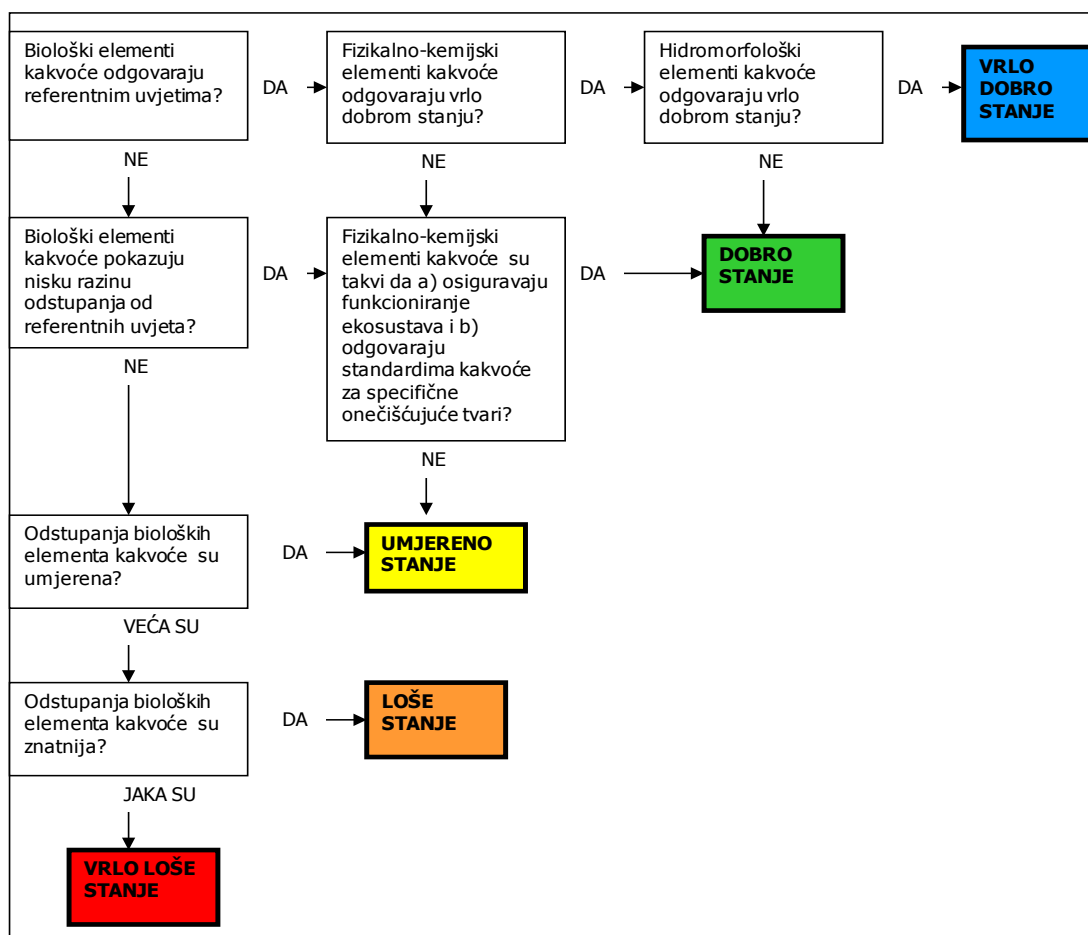 Biološki elementi
kakvoće odgovaraju
referentnim uvjetima?
DA
Fizikalno-kemijski
elementi kakvoće
odgovaraju vrlo
dobrom stanju?
DA
Hidromorfološki
elementi kakvoće
odgovaraju vrlo
dobrom stanju?
DA
VRLO
DOBRO
STANJE
NE
NE
NE
Biološki elementi
kakvoće pokazuju
nisku razinu
odstupanja od
referentnih uvjeta?
DA
Fizikalno-kemijski
elementi kakvoće su
takvi da a) osiguravaju
funkcioniranje
ekosustava i b)
odgovaraju
standardima kakvoće
za specifične
onečišćujuće tvari?
DA
DOBRO
STANJE
NE
NE
Odstupanja bioloških
elementa kakvoće su
umjerena?
DA
UMJERENO
STANJE
VEĆA SU
Odstupanja bioloških
elementa kakvoće su
znatnija?
DA
LOŠE
STANJE
JAKA SU
VRLO LOŠE
STANJE